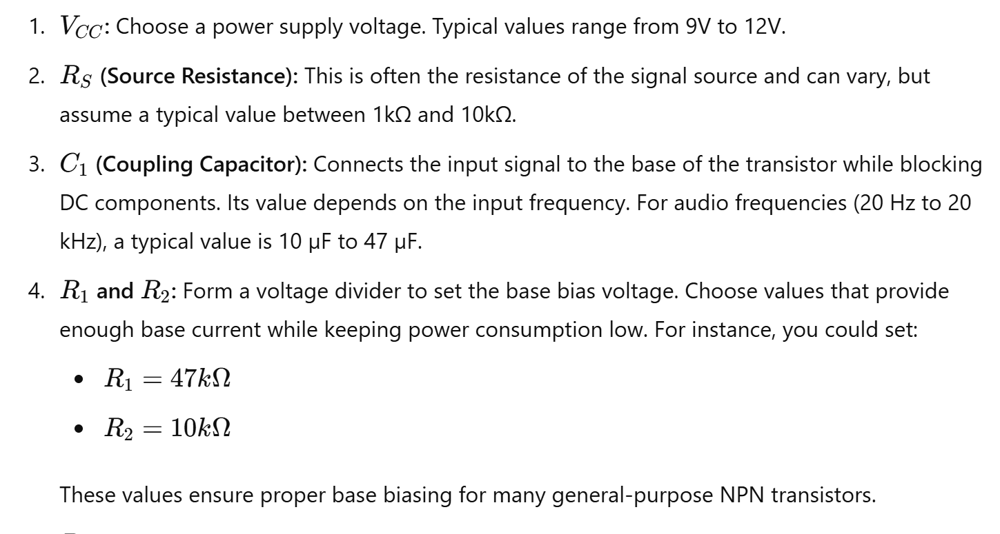 1. V_CC: Choose a power supply voltage. Typical values range from 9V to 12V.
2. R_S (Source Resistance): This is often the resistance of the signal source and can vary, but
assume a typical value between 1kΩ and 10kΩ.
3. C_1 (Coupling Capacitor): Connects the input signal to the base of the transistor while blocking
DC components. Its value depends on the input frequency. For audio frequencies (20 Hz to 20
kHz), a typical value is 10 μF to 47 μF.
4. R_1 and R_2: Form a voltage divider to set the base bias voltage. Choose values that provide
enough base current while keeping power consumption low. For instance, you could set:
• R_1 = 47kΩ
• R_2 = 10kΩ
These values ensure proper base biasing for many general-purpose NPN transistors.